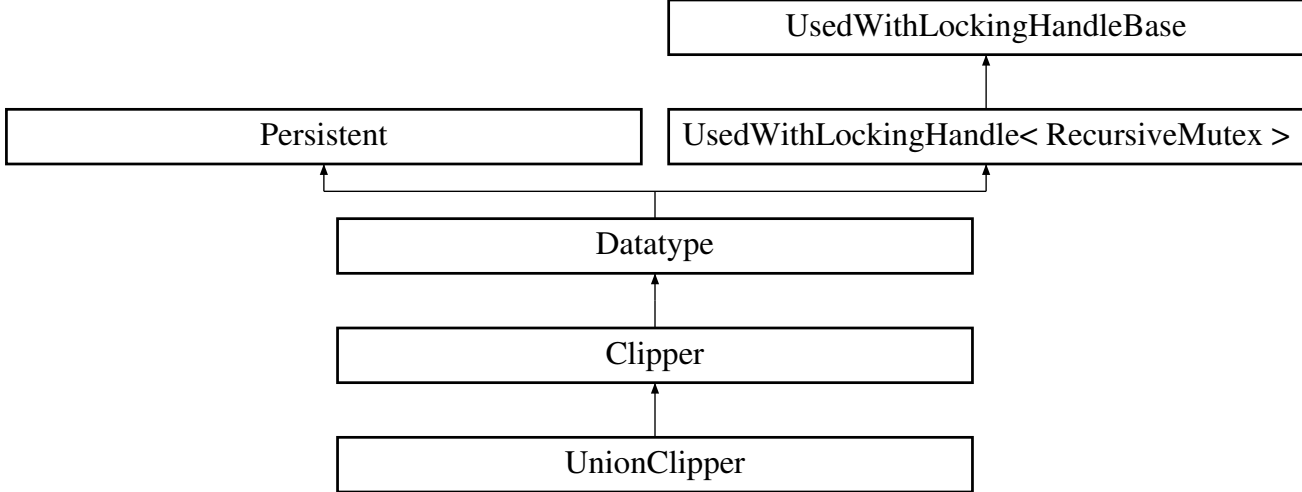 UsedWithLockingHandleBase
Persistent
UsedWithLockingHandle< RecursiveMutex >
Datatype
Clipper
UnionClipper